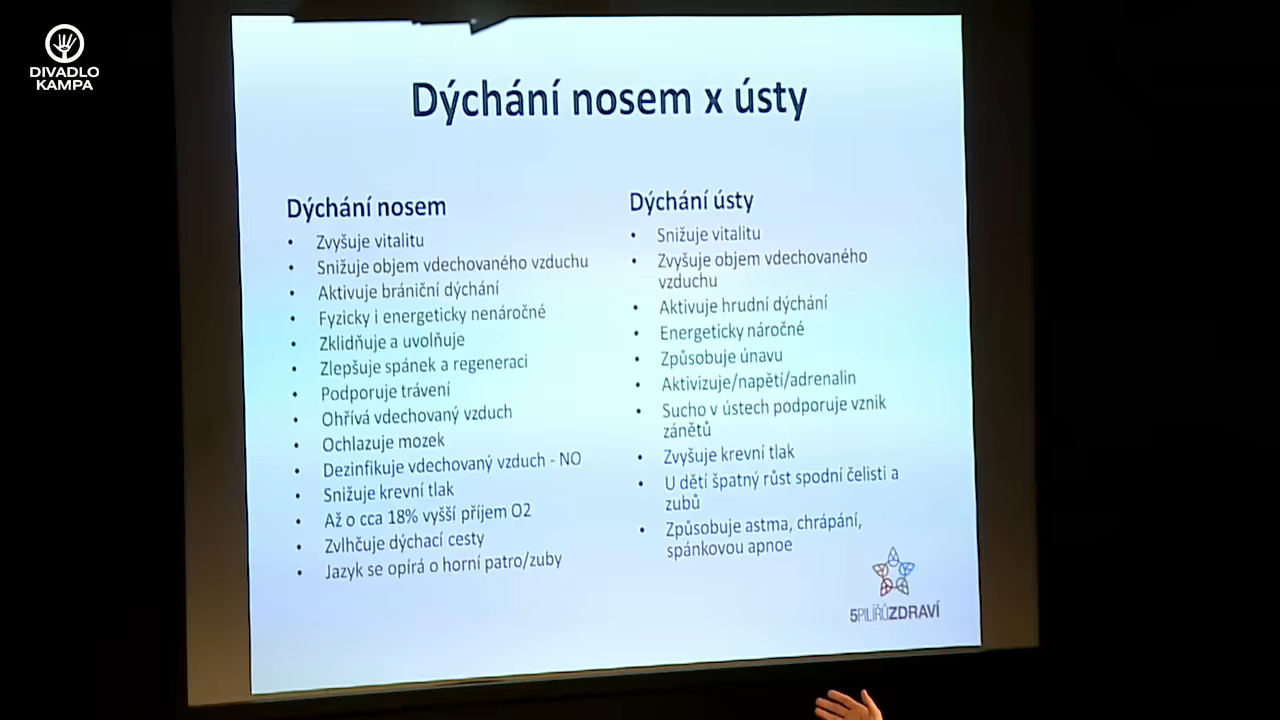 DIVADLO
KAMPA
Dýchání nosem x ústy
Dýchání nosem
• Zvyšuje vitalitu
• Snižuje objem vdechovaného vzduchu
• Aktivuje brániční dýchání
• Fyzicky i energeticky nenáročné
• Zklidňuje a uvolňuje
• Zlepšuje spánek a regeneraci
• Podporuje trávení
• Ohřívá vdechovaný vzduch
• Ochlazuje mozek
• Dezinfikuje vdechovaný vzduch - NO
• Snižuje krevní tlak
• Až o cca 18% vyšší příjem O2
• Zvlhčuje dýchací cesty
• Jazyk se opírá o horní patro/zuby
Dýchání ústy
• Snižuje vitalitu
• Zvyšuje objem vdechovaného
vzduchu
• Aktivuje hrudní dýchání
• Energeticky náročné
• Způsobuje únavu
• Aktivizuje/napětí/adrenalin
• Sucho v ústech podporuje vznik
zánětů
• Zvyšuje krevní tlak
• U dětí špatný růst spodní čelisti a
zubů
• Způsobuje astma, chrápání,
spánkovou apnoe
5PILÍŘŮZDRAVÍ